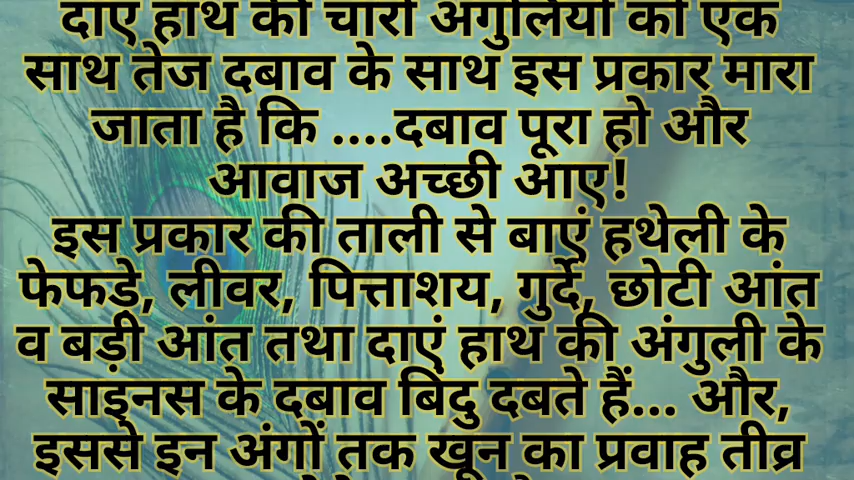 दाएं हाथ की चारों अंगुलियों को एक
साथ तेज दबाव के साथ इस प्रकार मारा
जाता है कि ....दबाव पूरा हो और
आवाज अच्छी आए!
इस प्रकार की ताली से बाएं हथेली के
फेफड़े, लीवर, पित्ताशय, गुर्दे, छोटी आंत
व बड़ी आंत तथा दाएं हाथ की अंगुली के
साइनस के दबाव बिंदु दबते हैं... और,
इससे इन अंगों तक खून का प्रवाह तीव्र